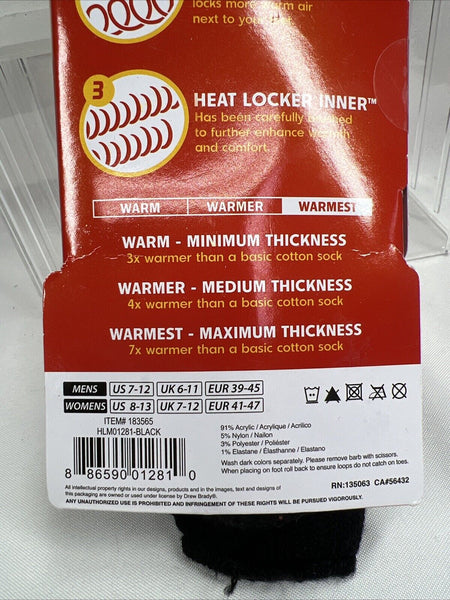 locks more warm air
next to your feet
3
HEAT LOCKER INNER™
Has been carefully brushed
to further enhance warmth
and comfort.
WARM WARMER WARMEST
WARM - MINIMUM THICKNESS
3x warmer than a basic cotton sock
WARMER - MEDIUM THICKNESS
4x warmer than a basic cotton sock
WARMEST - MAXIMUM THICKNESS
7x warmer than a basic cotton sock
MENS US 7-12 UK 6-11 EUR 39-45
WOMENS US 8-13 UK 7-12 EUR 41-47
ITEM# 183565
HLM01281-BLACK
8 86590 01281 0
91% Acrylic / Acrylique / Acrilico
5% Nylon / Nailon
3% Polyester / Poliéster
1% Elastane / Élasthanne / Elastano
Wash dark colors separately. Please remove barb with scissors.
When placing on foot roll back to ensure loops do not catch on toes.
All intellectual property rights in our designs, products and in the images, text and designs of
this packaging are owned or used under license by Drew Brady®.
RN:135063 CA#56432
ANY UNAUTHORIZED USE IS PROHIBITED AND INFRINGEMENT OF THESE RIGHTS WILL BE PURSUED VIGOROUSLY.